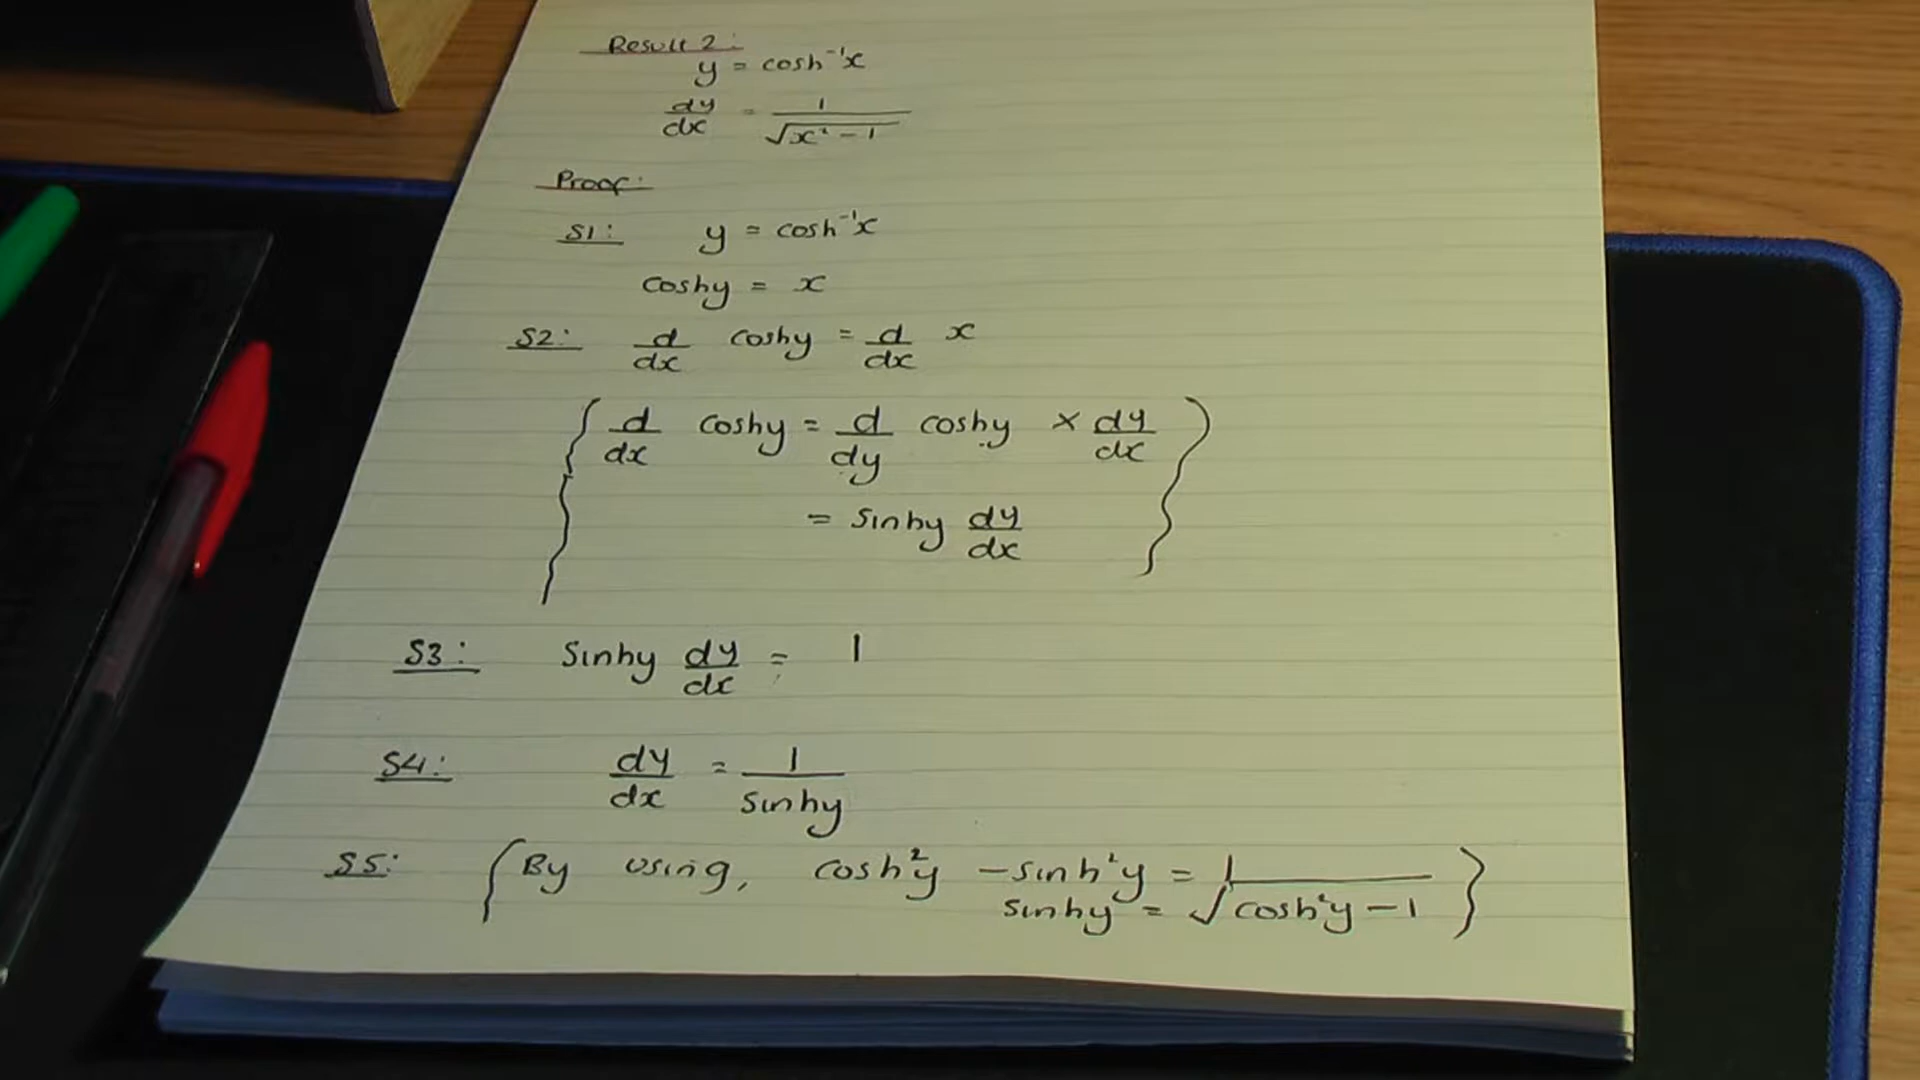 Result 2:
y = cosh⁻¹x
dy/dx = 1/√(x² - 1)
Proof:
S1: y = cosh⁻¹x
coshy = x
S2: d/dx coshy = d/dx x
{ d/dx coshy = d/dy coshy × dy/dx
= sinhy dy/dx }
S3: sinhy dy/dx = 1
S4: dy/dx = 1/sinhy
S5: { By using, cosh²y - sinh²y = 1
sinhy = √(cosh²y - 1) }